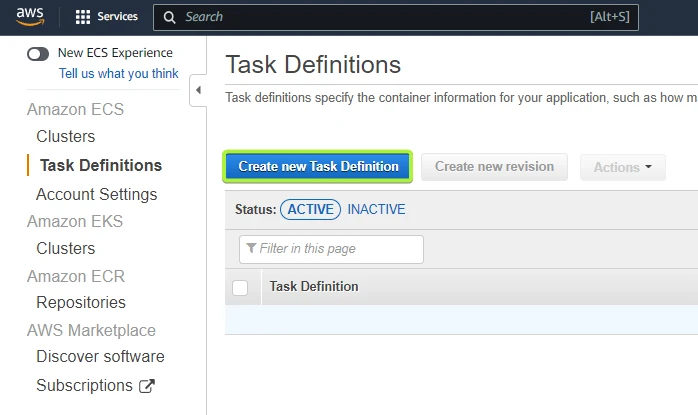 aws
Services
Search
[Alt+S]
New ECS Experience
Tell us what you think
Amazon ECS
Clusters
Task Definitions
Account Settings
Amazon EKS
Clusters
Amazon ECR
Repositories
AWS Marketplace
Discover software
Subscriptions
Task Definitions
Task definitions specify the container information for your application, such as how m
Create new Task Definition
Create new revision
Actions
Status: ACTIVE INACTIVE
Filter in this page
Task Definition